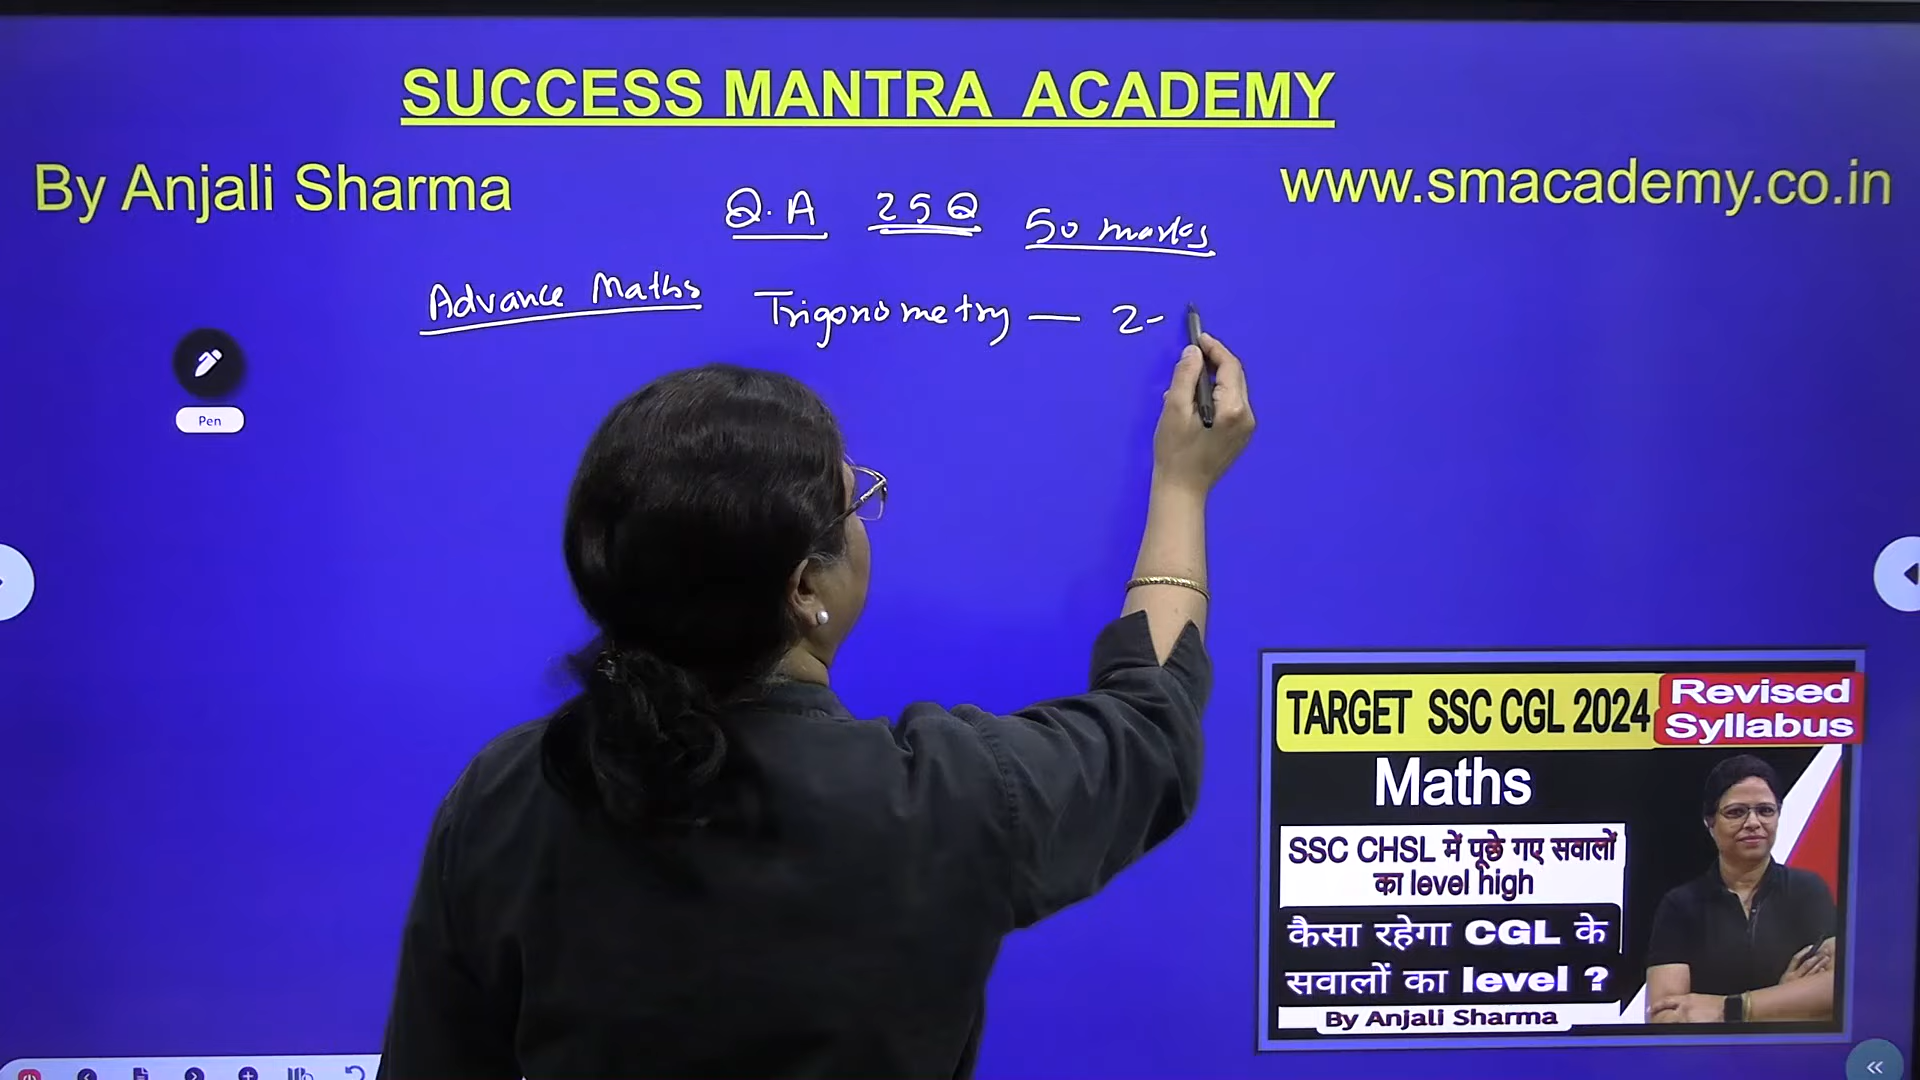 SUCCESS MANTRA ACADEMY
By Anjali Sharma
www.smacademy.co.in
Q.A 25Q 50 marks
Advance Maths Trigonometry — 2-
Pen
TARGET SSC CGL 2024
Revised
Syllabus
Maths
SSC CHSL में पूछे गए सवालों
का level high
कैसा रहेगा CGL के
सवालों का level ?
By Anjali Sharma